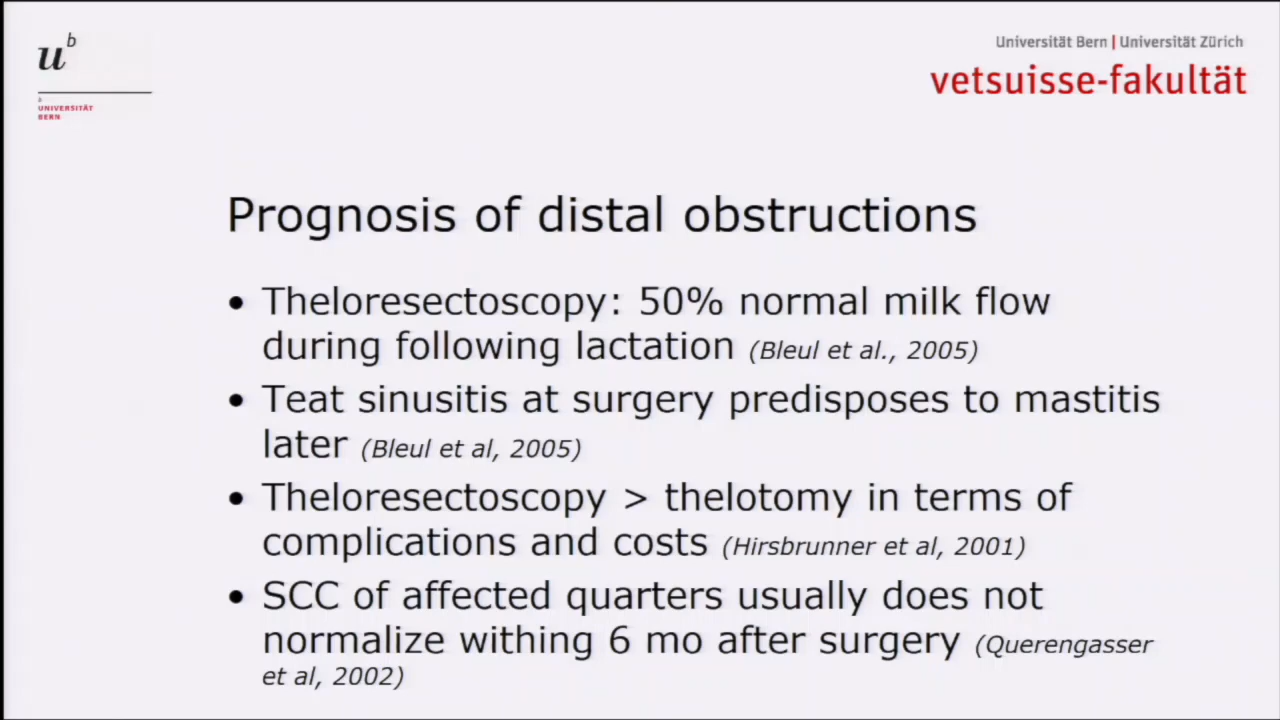 u b
b
UNIVERSITÄT
BERN
Universität Bern | Universität Zürich
vetsuisse-fakultät
Prognosis of distal obstructions
• Theloresectoscopy: 50% normal milk flow
during following lactation (Bleul et al., 2005)
• Teat sinusitis at surgery predisposes to mastitis
later (Bleul et al, 2005)
• Theloresectoscopy > thelotomy in terms of
complications and costs (Hirsbrunner et al, 2001)
• SCC of affected quarters usually does not
normalize withing 6 mo after surgery (Querengasser
et al, 2002)